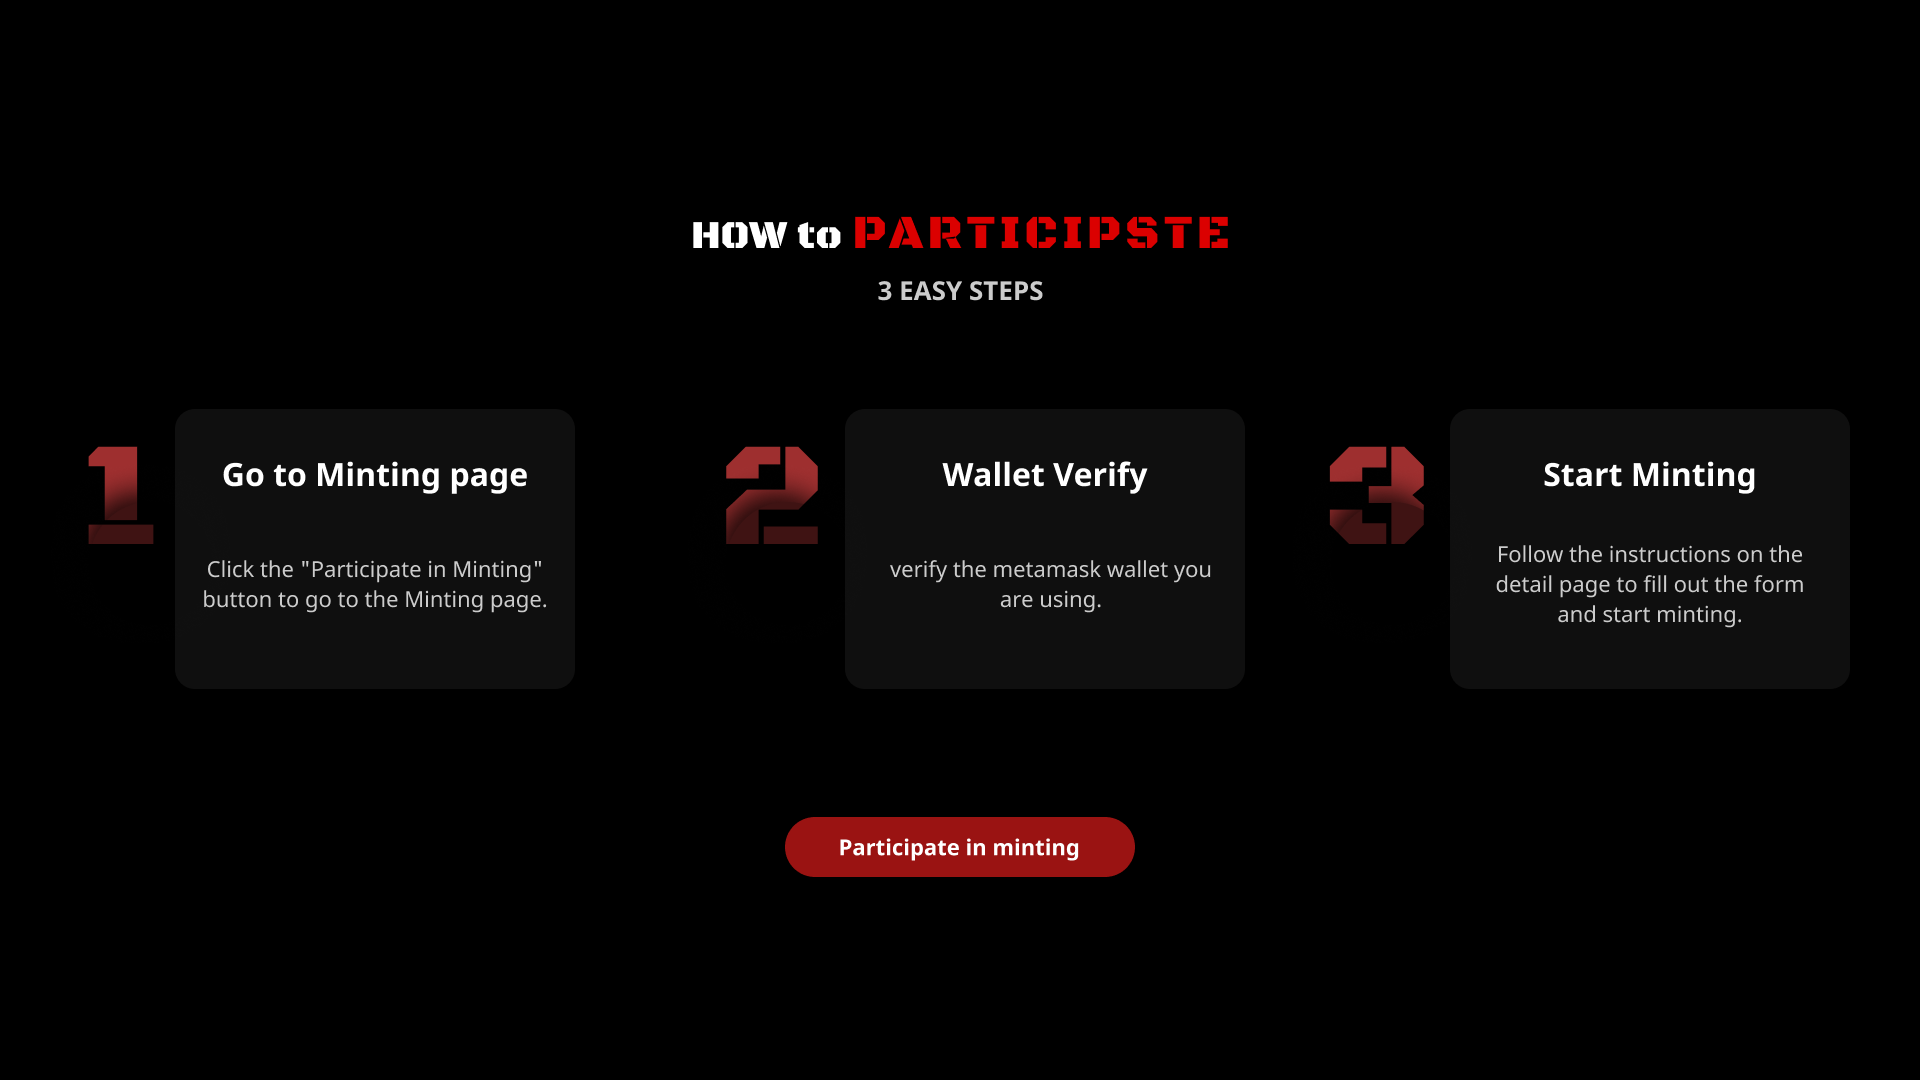 HOW to PARTICIPSTE
3 EASY STEPS
1
Go to Minting page
Click the "Participate in Minting"
button to go to the Minting page.
2
Wallet Verify
verify the metamask wallet you
are using.
3
Start Minting
Follow the instructions on the
detail page to fill out the form
and start minting.
Participate in minting